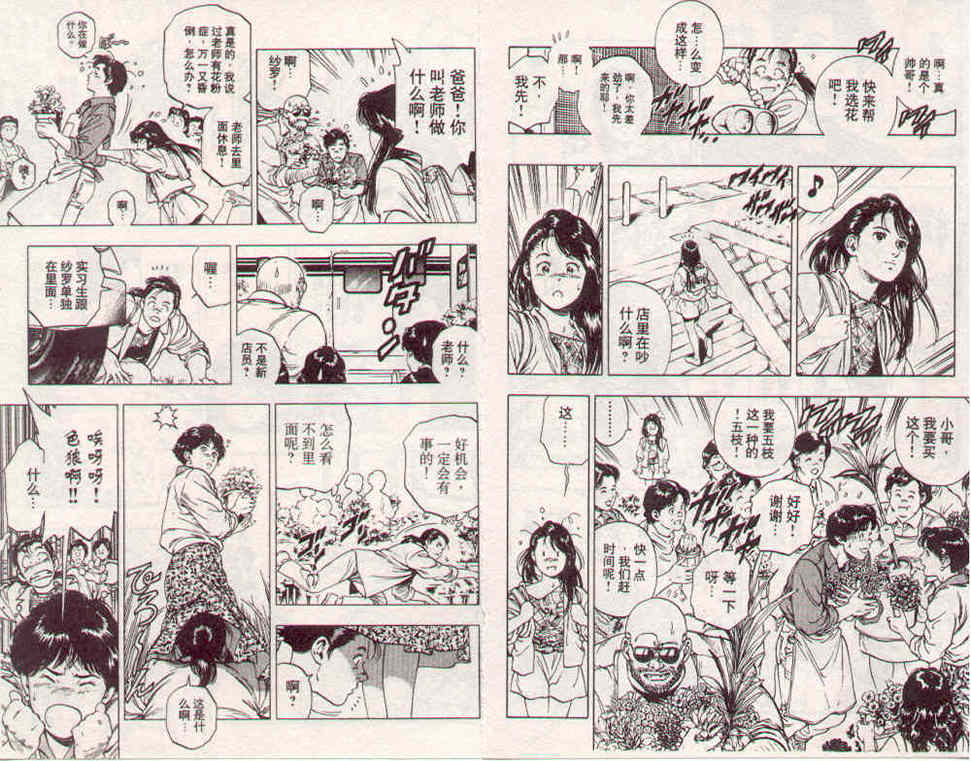 啊…真
的是个
帅哥！
快来帮
我选花
吧！
怎…么变
成这样…
啊，你太差
劲了，我先
来的耶！
啊！
那…
不，
我先！
店里在吵
什么啊？
小哥
我要买
这个！
我要五枝
这一种的
！五枝！
好好！
谢谢！
等一下
呀…
快一点
，我们赶
时间呢！
………
这……
爸爸！你
叫老师做
什么啊！
啊…
纱罗！
啊…
真是的，我说
过老师有花粉
症，万一又昏
倒，怎么办？
老师去里
面休息！
你在做
什么？
啊…
噢！
什么？
老师？
不是新
店员？
喔…
实习生跟
纱罗单独
在里面…
好机会，
一定会有
事的！
怎么看
不到里
面呢？
啊？
这是什
么啊…
唉呀呀！
色狼啊!!
什么…